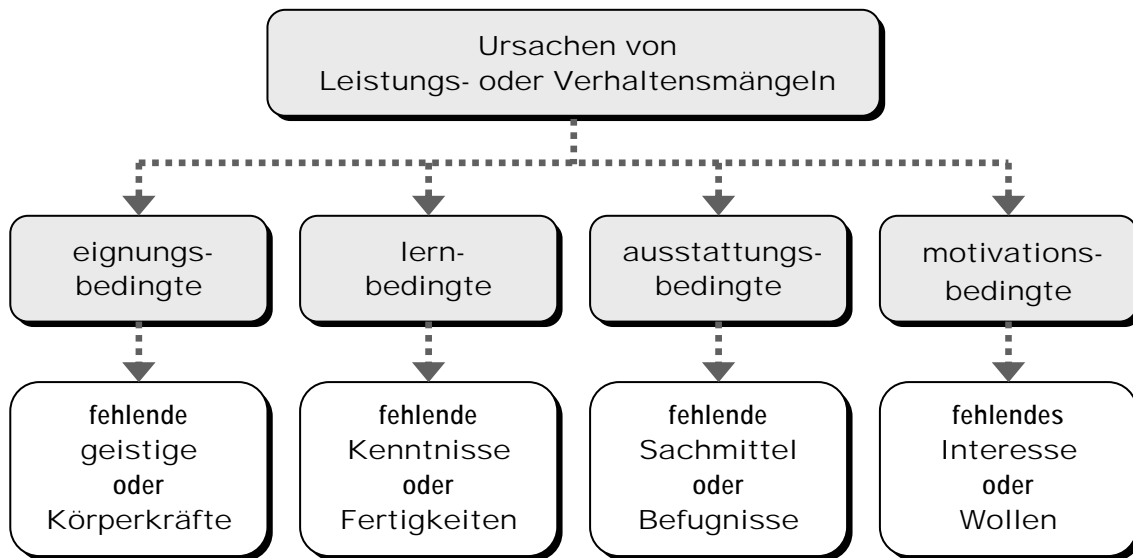 Ursachen von
Leistungs- oder Verhaltensmängeln
eignungs-
bedingte
lern-
bedingte
ausstattungs-
bedingte
motivations-
bedingte
fehlende
geistige
oder
Körperkräfte
fehlende
Kenntnisse
oder
Fertigkeiten
fehlende
Sachmittel
oder
Befugnisse
fehlendes
Interesse
oder
Wollen